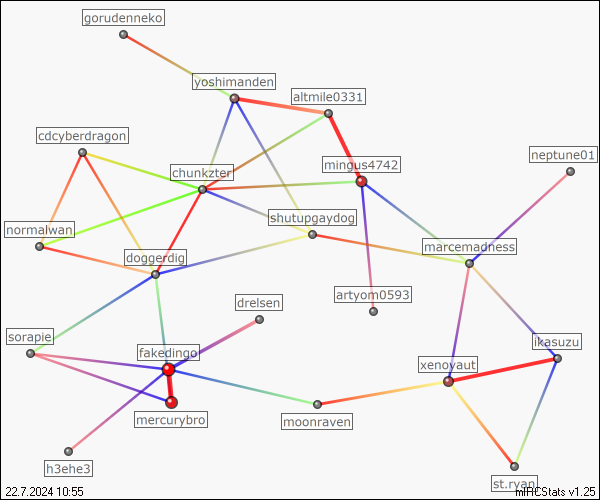 gorudenneko
yoshimanden
altmile0331
cdcyberdragon
chunkzter
mingus4742
neptune01
shutupgaydog
normalwan
doggerdig
marcemadness
drelsen
artyom0593
sorapie
fakedingo
xenoyaut
ikasuzu
mercurybro
moonraven
h3ehe3
st.ryan
22.7.2024 10:55
mIRCStats v1.25